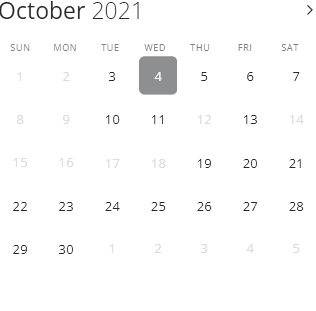 October 2021
SUN MON TUE WED THU FRI SAT
1 2 3 4 5 6 7
8 9 10 11 12 13 14
15 16 17 18 19 20 21
22 23 24 25 26 27 28
29 30 1 2 3 4 5